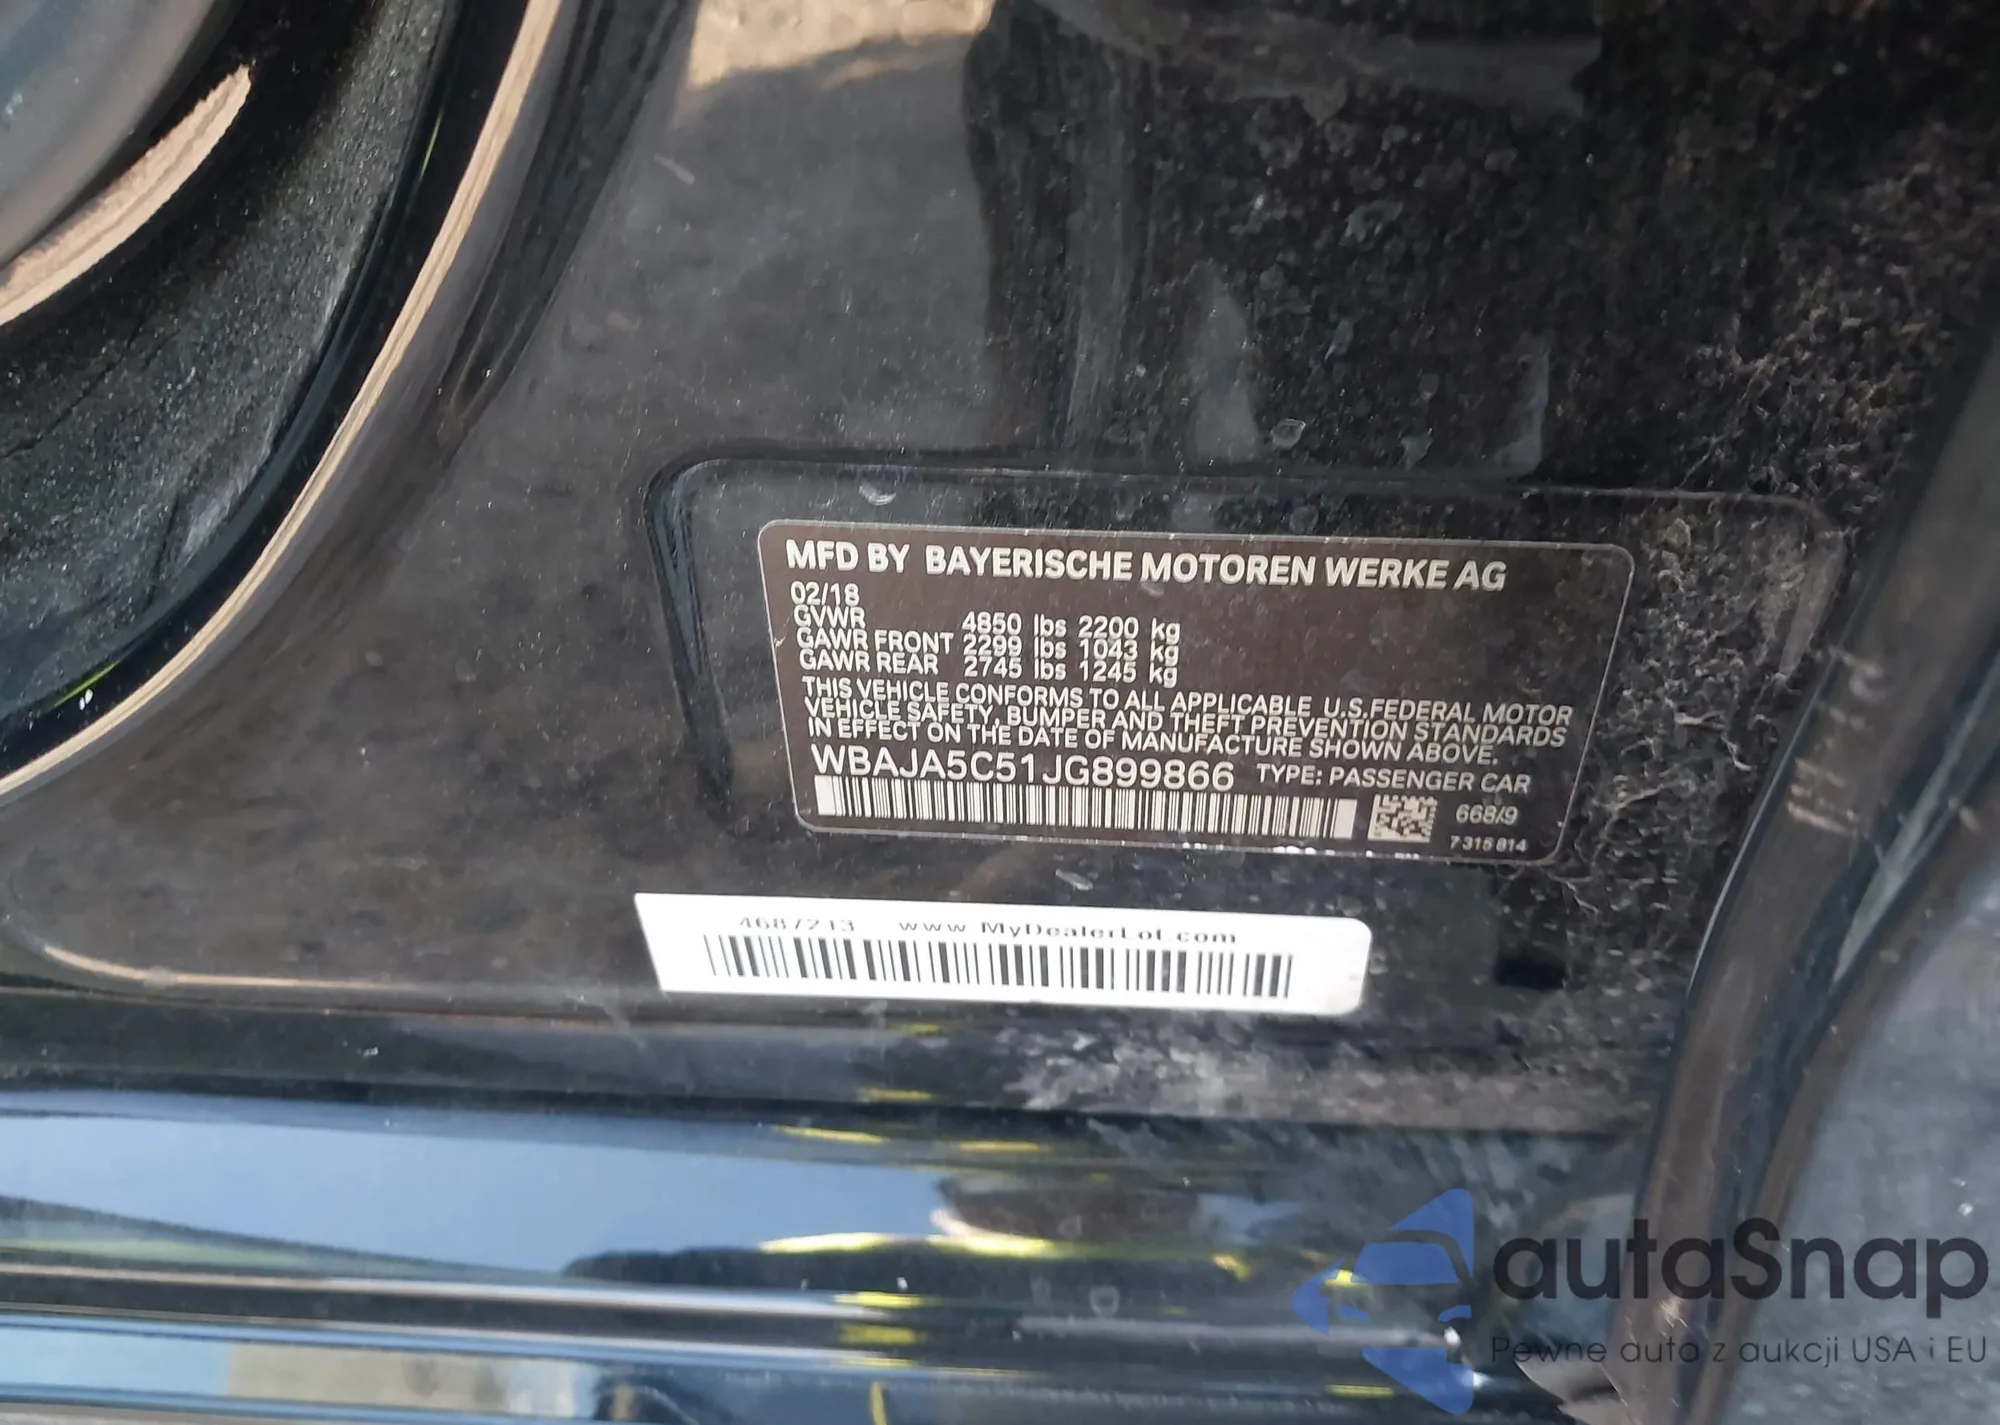 MFD BY BAYERISCHE MOTOREN WERKE AG
02/18
GVWR 4850 lbs 2200 kg
GAWR FRONT 2299 lbs 1043 kg
GAWR REAR 2745 lbs 1245 kg
THIS VEHICLE CONFORMS TO ALL APPLICABLE U.S.FEDERAL MOTOR
VEHICLE SAFETY, BUMPER AND THEFT PREVENTION STANDARDS
IN EFFECT ON THE DATE OF MANUFACTURE SHOWN ABOVE.
WBAJA5C51JG899866 TYPE: PASSENGER CAR
668/9
7315814
4687213 www.MyDealerLot.com
autaSnap
Pewne auta z aukcji USA i EU